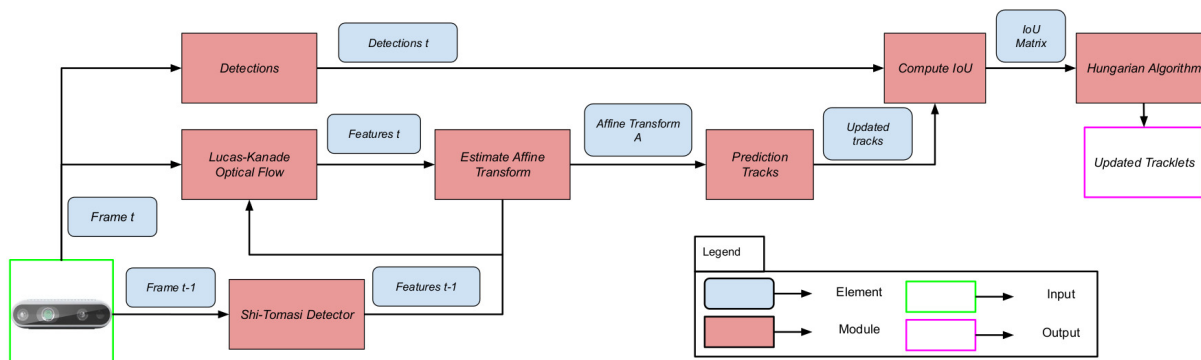 Detections t
IoU
Matrix
Detections
Compute IoU
Hungarian Algorithm
Features t
Affine Transform
A
Updated
tracks
Lucas-Kanade
Optical Flow
Estimate Affine
Transform
Prediction
Tracks
Updated Tracklets
Frame t
Frame t-1
Features t-1
Shi-Tomasi Detector
Legend
Element
Input
Module
Output